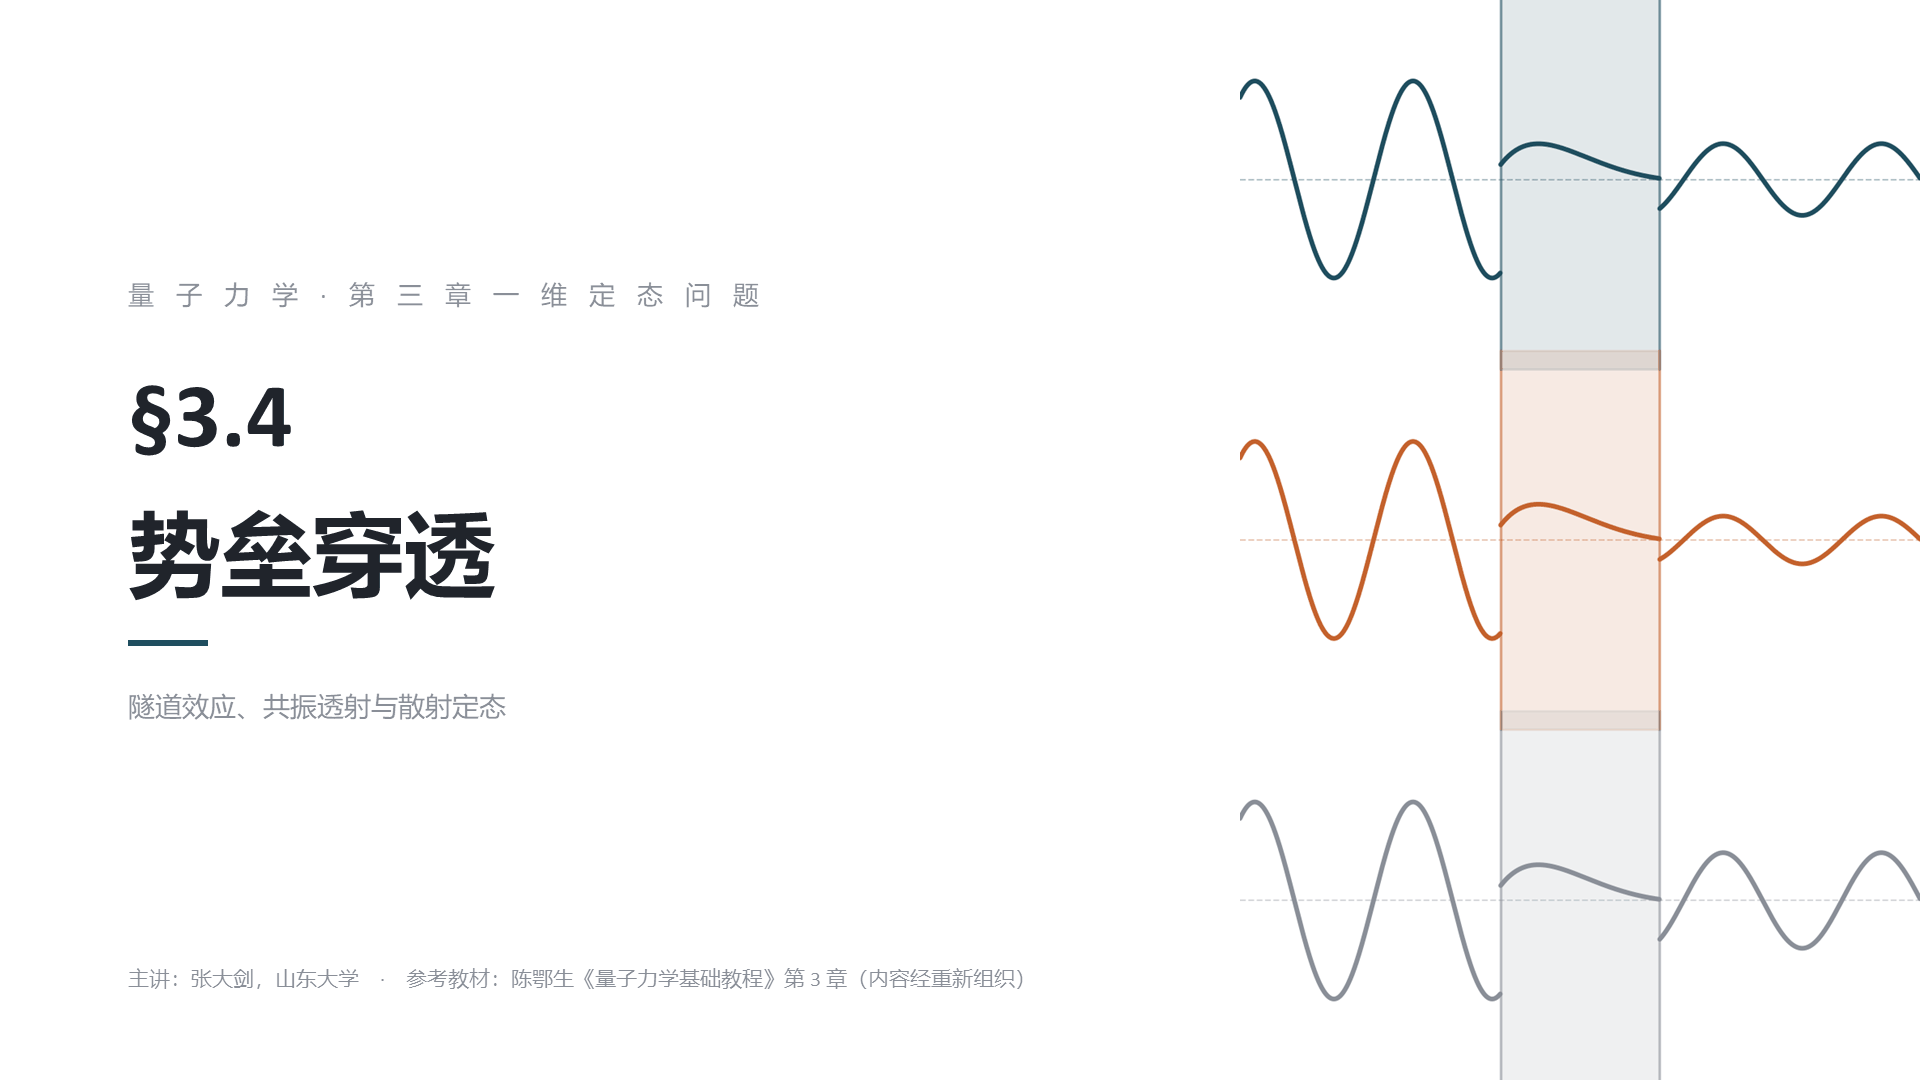 量子力学·第三章一维定态问题
§3.4
势垒穿透
隧道效应、共振透射与散射定态
主讲：张大剑，山东大学 · 参考教材：陈鄂生《量子力学基础教程》第 3 章（内容经重新组织）